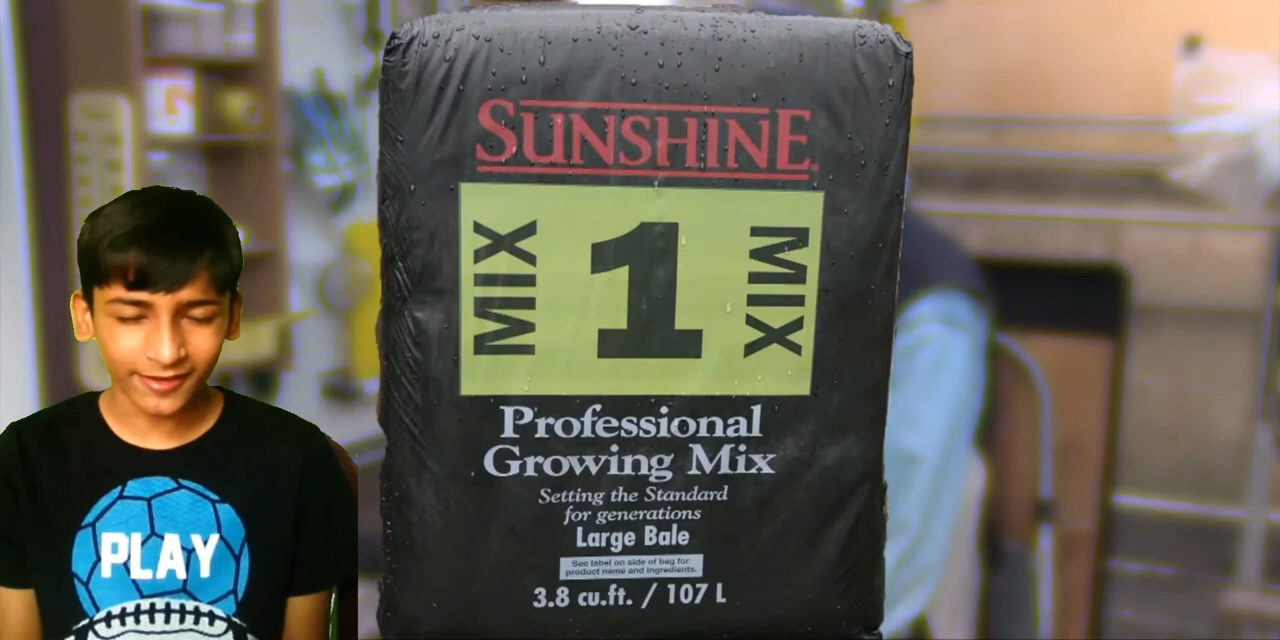 SUNSHINE
MIX
1
MIX
Professional
Growing Mix
Setting the Standard
for generations
Large Bale
See label on side of bag for
product name and ingredients.
3.8 cu.ft. / 107 L
PLAY